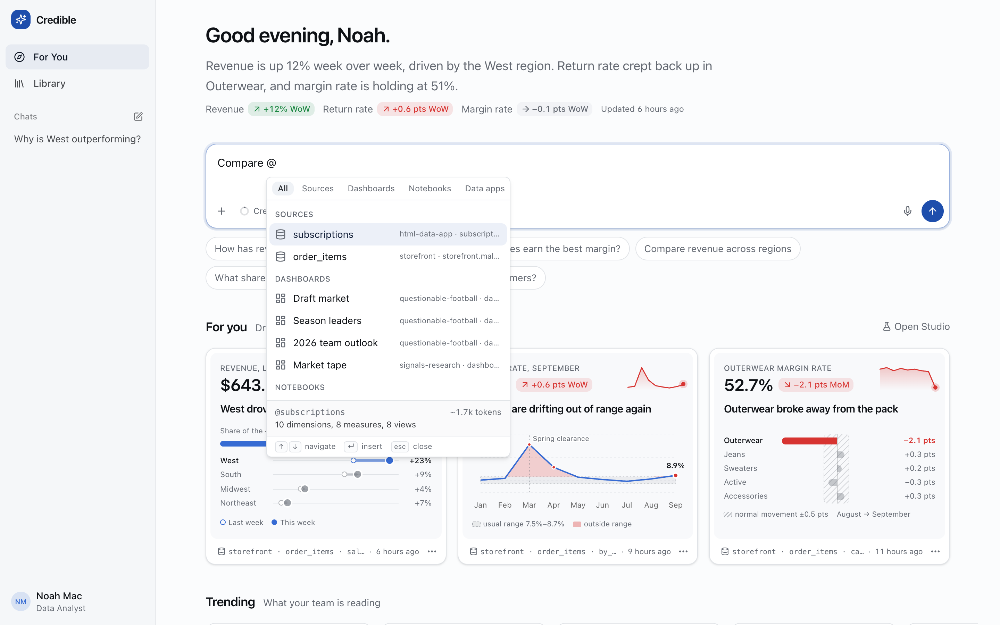 Credible
For You
Library
Chats
Why is West outperforming?
NM
Noah Mac
Data Analyst
Good evening, Noah.
Revenue is up 12% week over week, driven by the West region. Return rate crept back up in
Outerwear, and margin rate is holding at 51%.
Revenue +12% WoW Return rate +0.6 pts WoW Margin rate −0.1 pts WoW Updated 6 hours ago
Compare @
All Sources Dashboards Notebooks Data apps
SOURCES
subscriptions html-data-app · subscript...
order_items storefront · storefront.mal...
DASHBOARDS
Draft market questionable-football · da...
Season leaders questionable-football · da...
2026 team outlook questionable-football · da...
Market tape signals-research · dashbo...
NOTEBOOKS
@subscriptions ~1.7k tokens
10 dimensions, 8 measures, 8 views
navigate insert esc close
Cre
How has rev
es earn the best margin?
Compare revenue across regions
What share
mers?
For you Dr
Open Studio
REVENUE, L
$643.
West drov
Share of the
West +23%
South +9%
Midwest +4%
Northeast +7%
Last week This week
storefront · order_items · sal… · 6 hours ago
RATE, SEPTEMBER
+0.6 pts WoW
are drifting out of range again
Spring clearance
8.9%
Jan Feb Mar Apr May Jun Jul Aug Sep
usual range 7.5%–8.7% outside range
storefront · order_items · by_… · 9 hours ago
OUTERWEAR MARGIN RATE
52.7% −2.1 pts MoM
Outerwear broke away from the pack
Outerwear −2.1 pts
Jeans +0.3 pts
Sweaters +0.2 pts
Active −0.3 pts
Accessories +0.3 pts
normal movement ±0.5 pts August → September
storefront · order_items · ca… · 11 hours ago
Trending What your team is reading